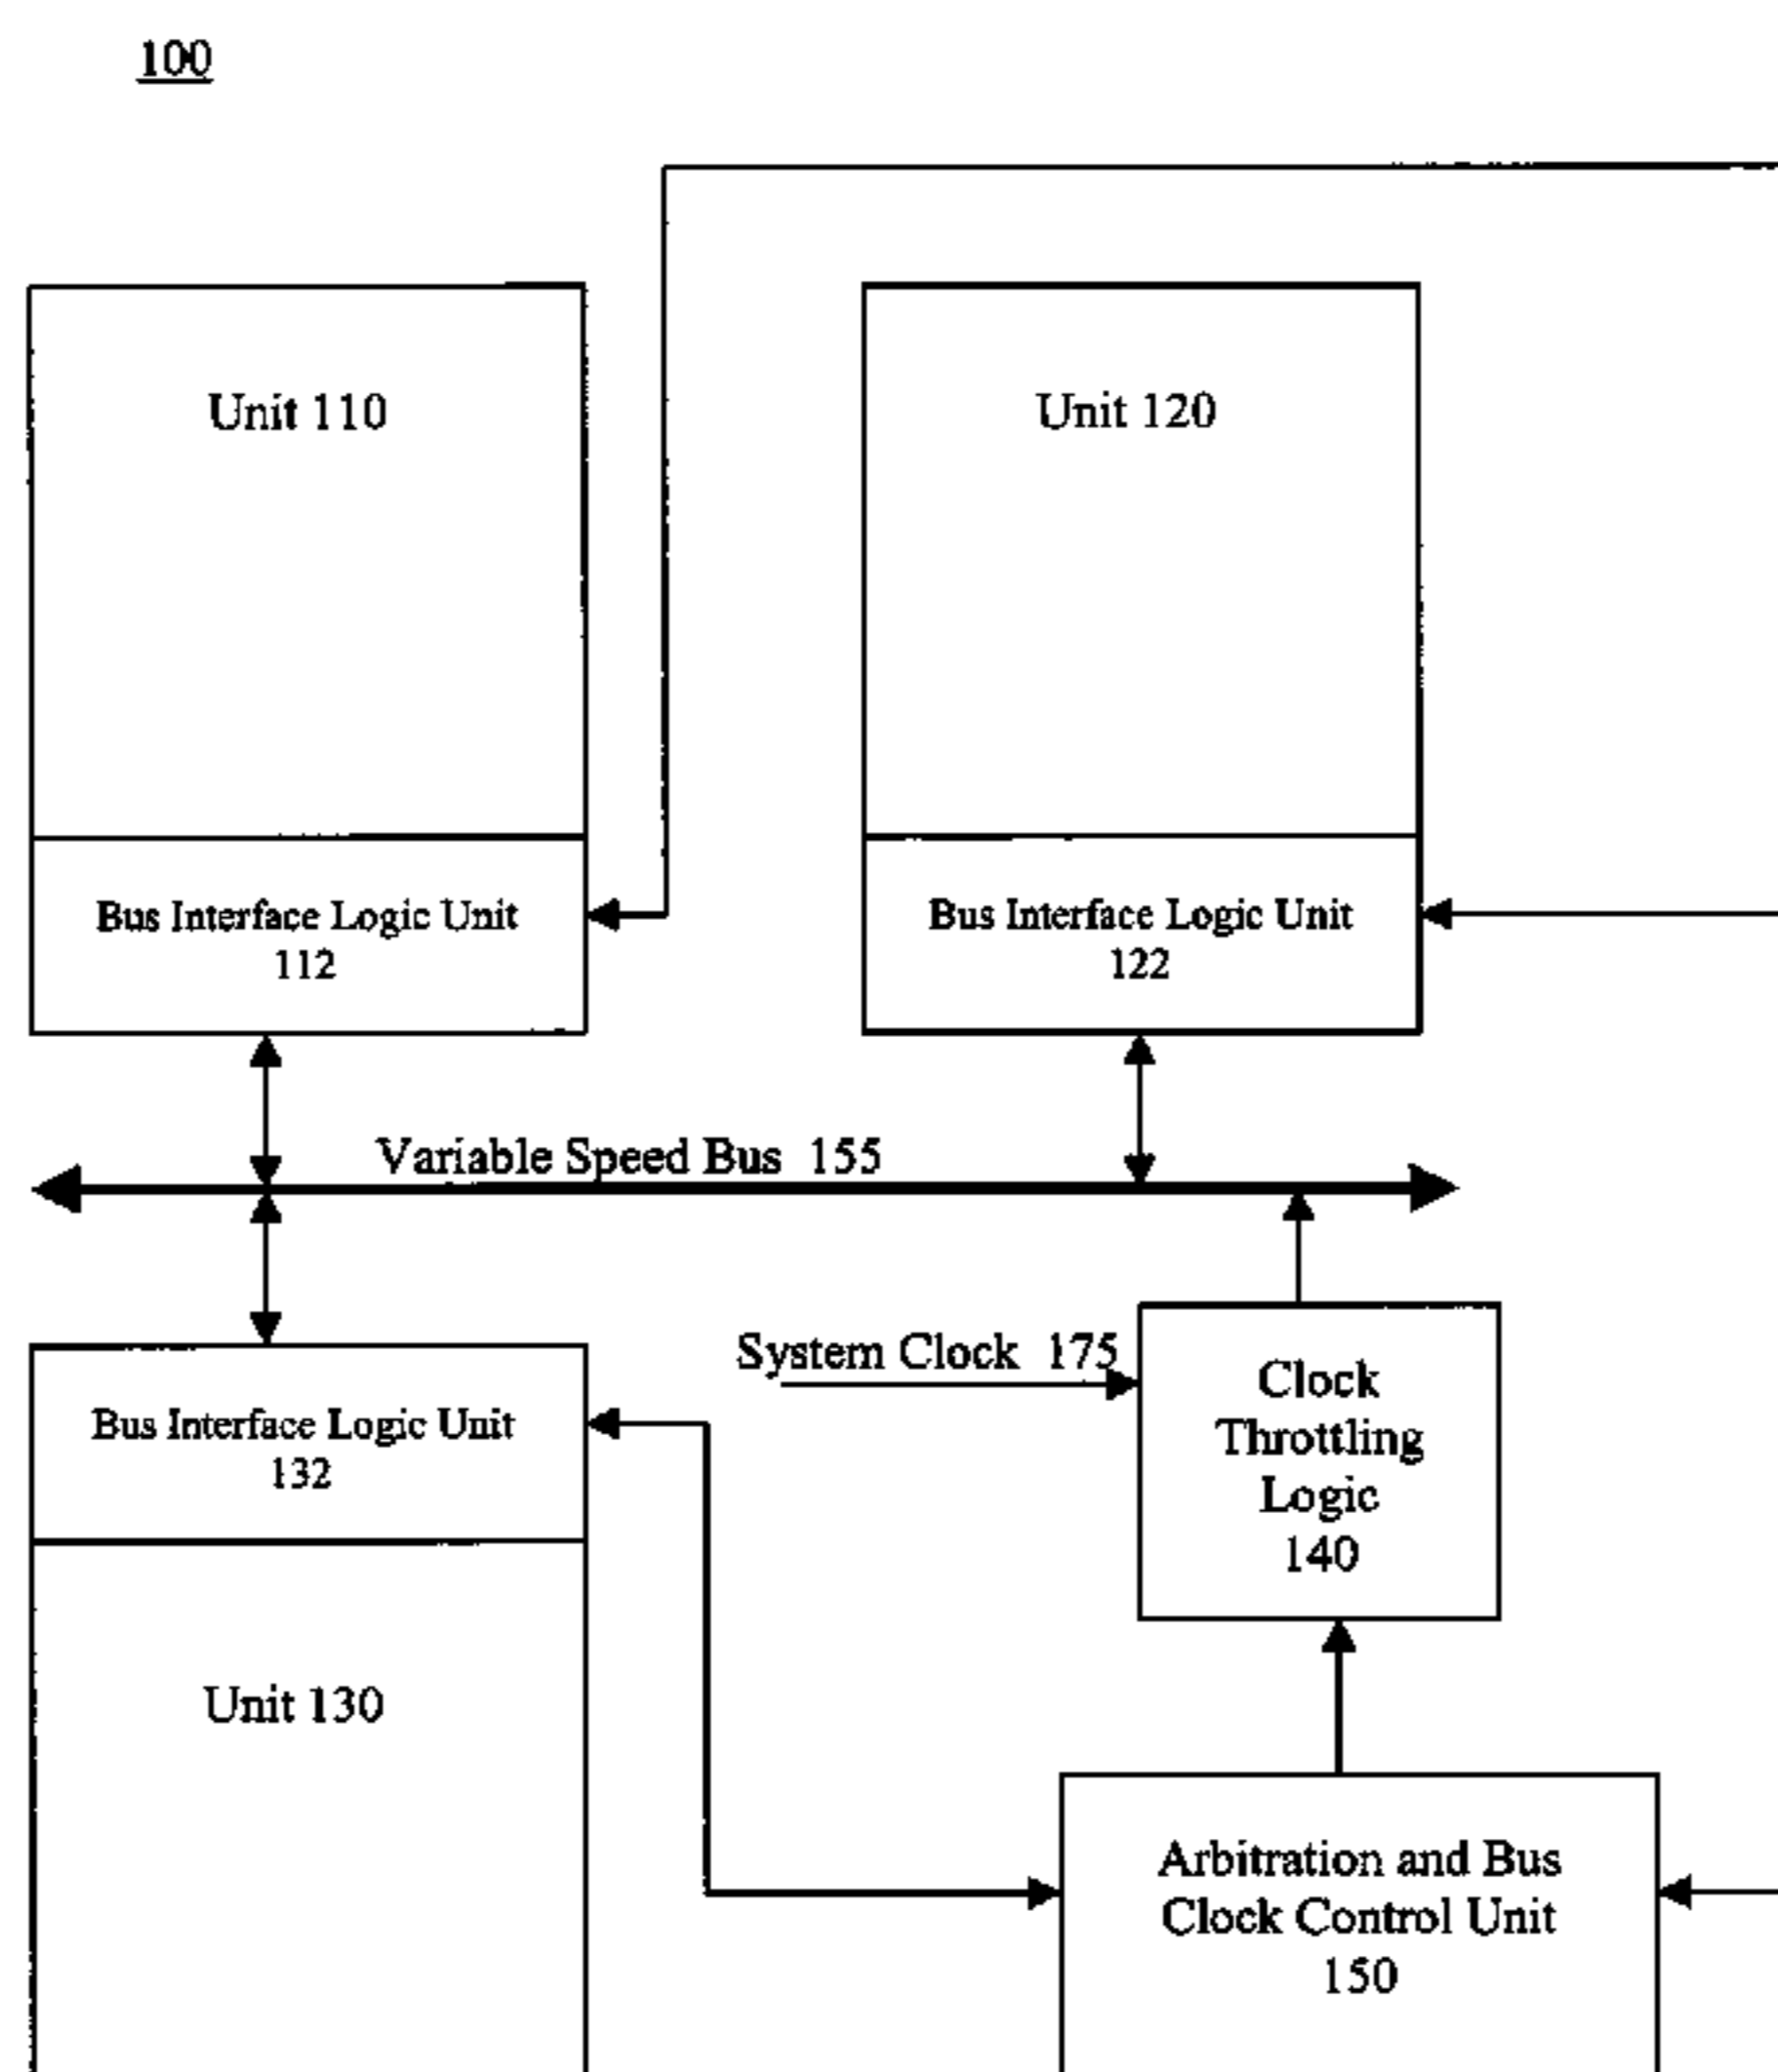 100
Unit 110
Unit 120
Bus Interface Logic Unit
112
Bus Interface Logic Unit
122
Variable Speed Bus 155
System Clock 175
Clock
Throttling
Logic
140
Bus Interface Logic Unit
132
Unit 130
Arbitration and Bus
Clock Control Unit
150